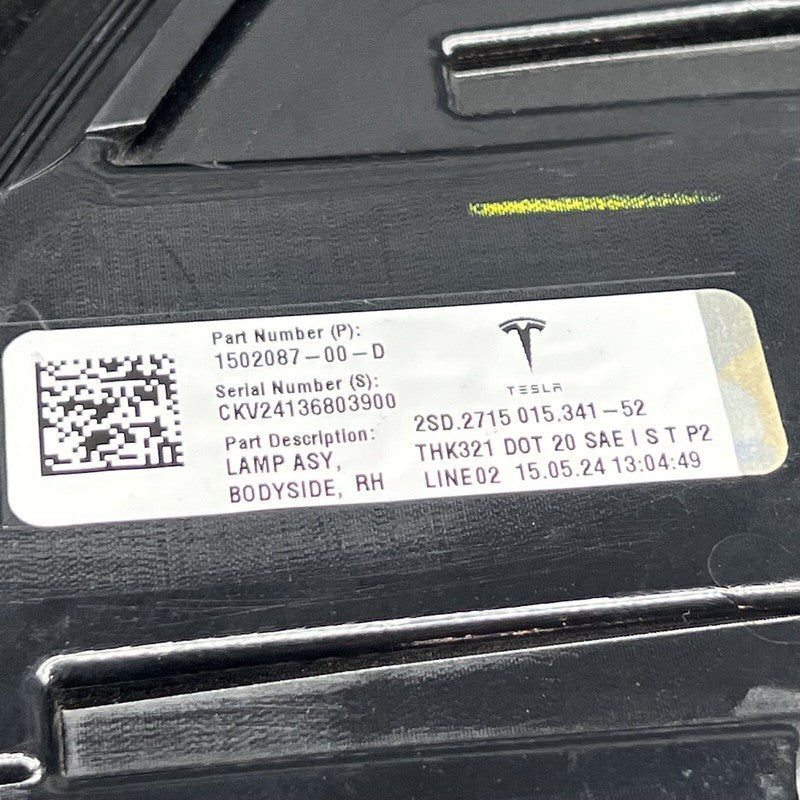 Part Number (P):
1502087-00-D
Serial Number (S):
CKV24136803900
Part Description:
LAMP ASY,
BODYSIDE, RH
TESLA
2SD.2715 015.341-52
THK321 DOT 20 SAE I S T P2
LINE02 15.05.24 13:04:49